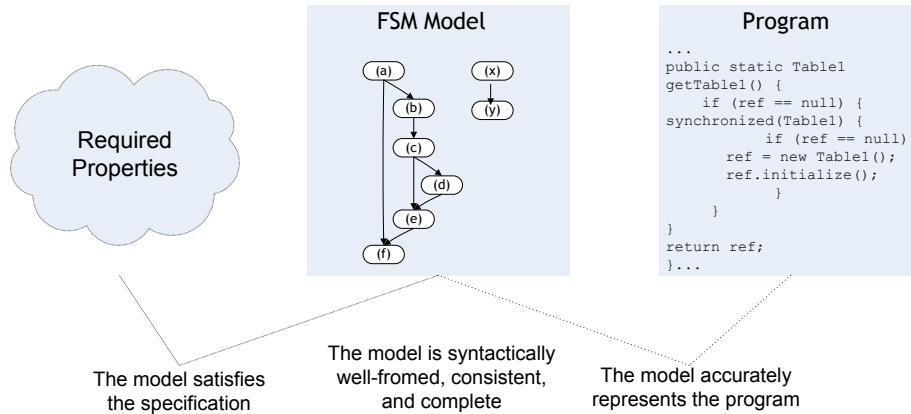 FSM Model
Program
Required
Properties
(a)
(b)
(c)
(d)
(e)
(f)
(x)
(y)
...
public static Table1
getTable1() {
if (ref == null) {
synchronized(Table1) {
if (ref == null)
ref = new Table1();
ref.initialize();
}
}
}
return ref;
}...
The model satisfies
the specification
The model is syntactically
well-fromed, consistent,
and complete
The model accurately
represents the program